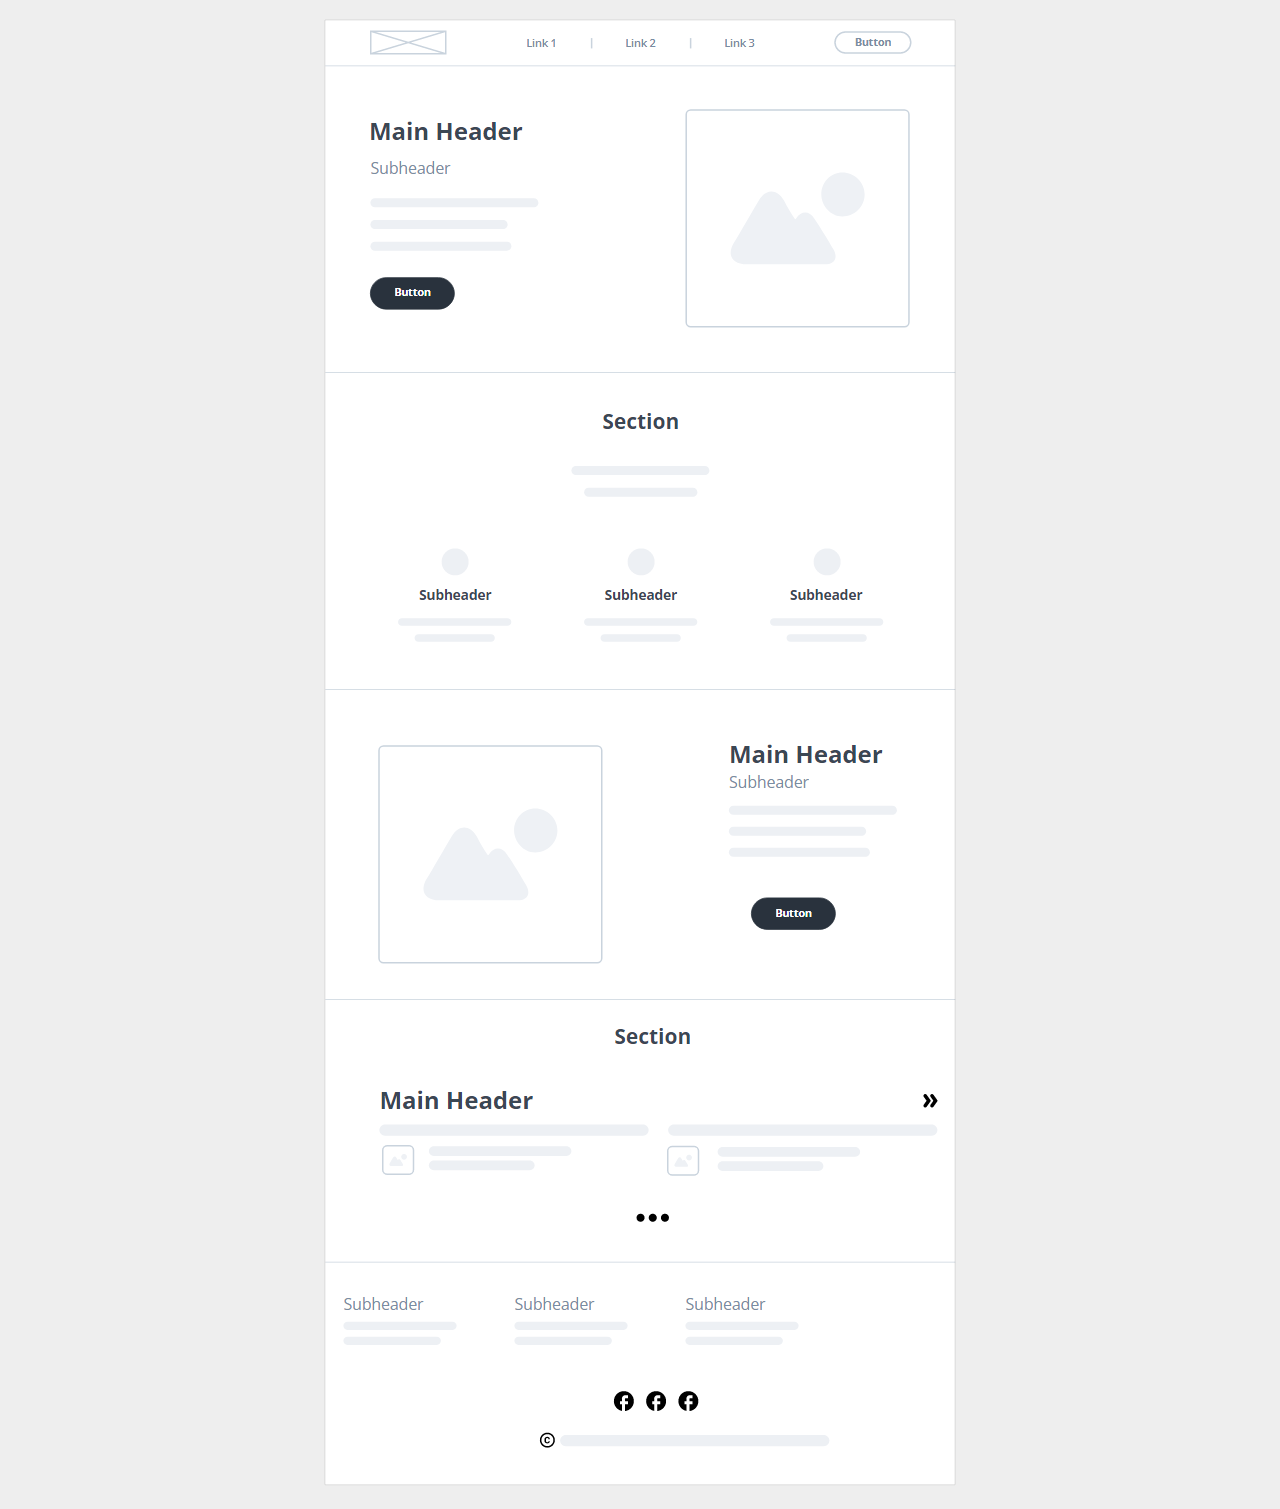 Link 1 | Link 2 | Link 3 Button
Main Header
Subheader
Button
Section
Subheader Subheader Subheader
Main Header
Subheader
Button
Section
Main Header »
•••
Subheader Subheader Subheader
©